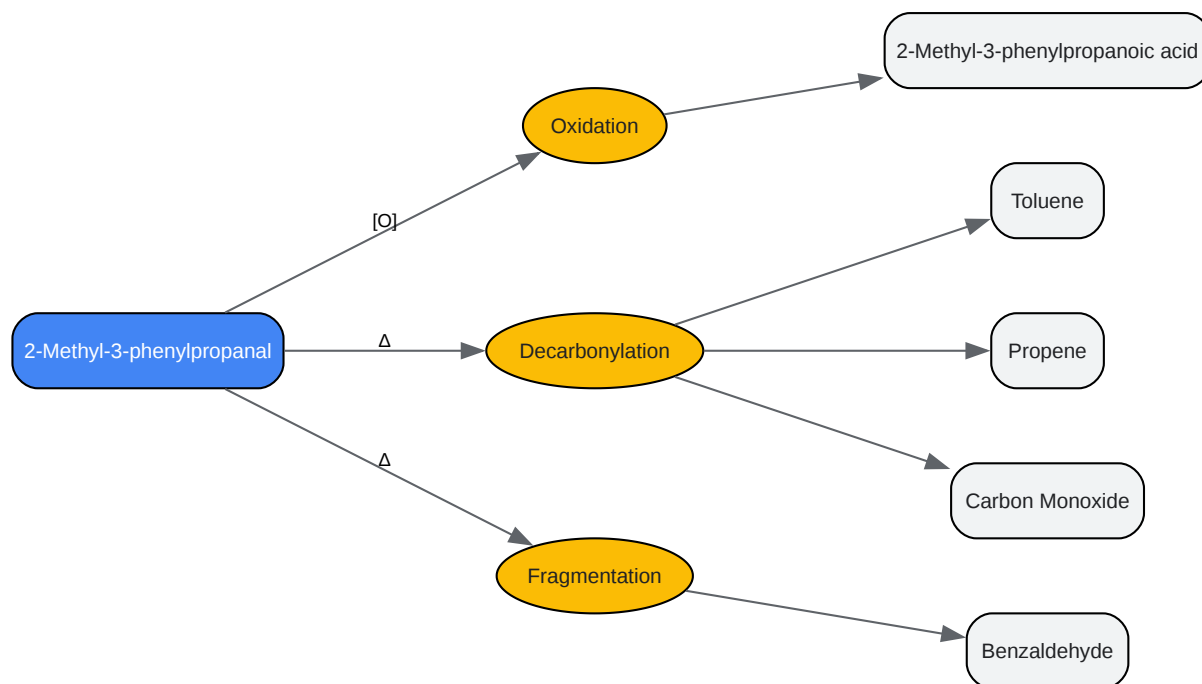 2-Methyl-3-phenylpropanoic acid
Oxidation
Toluene
[O]
2-Methyl-3-phenylpropanal
Δ
Decarbonylation
Propene
Δ
Carbon Monoxide
Fragmentation
Benzaldehyde